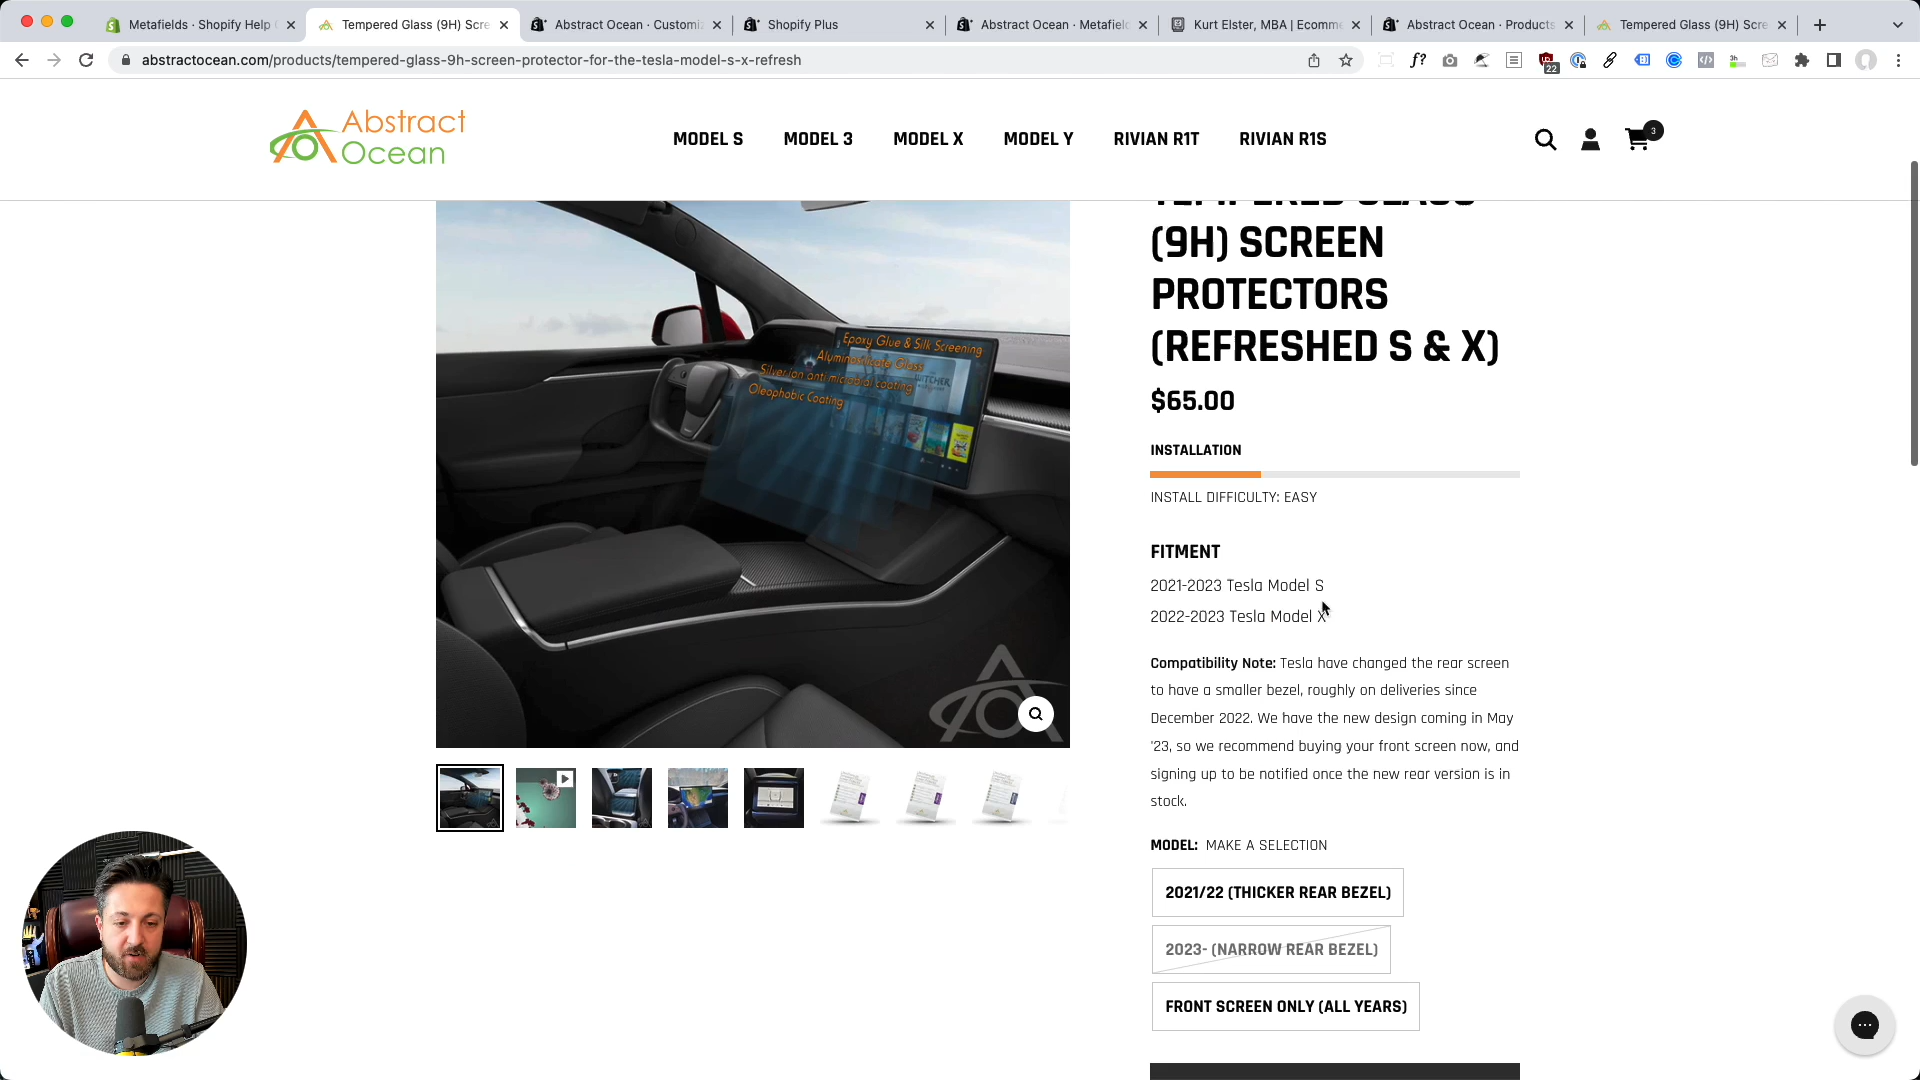 Metafields · Shopify Help
Tempered Glass (9H) Scre
Abstract Ocean · Customi
Shopify Plus
Abstract Ocean · Metafiel
Kurt Elster, MBA | Ecomm
Abstract Ocean · Products
Tempered Glass (9H) Scre
abstractocean.com/products/tempered-glass-9h-screen-protector-for-the-tesla-model-s-x-refresh
f?
22
3h
Abstract
Ocean
MODEL S
MODEL 3
MODEL X
MODEL Y
RIVIAN R1T
RIVIAN R1S
3
TEMPERED GLASS
(9H) SCREEN
PROTECTORS
(REFRESHED S & X)
$65.00
INSTALLATION
INSTALL DIFFICULTY: EASY
FITMENT
2021-2023 Tesla Model S
2022-2023 Tesla Model X
Compatibility Note: Tesla have changed the rear screen
to have a smaller bezel, roughly on deliveries since
December 2022. We have the new design coming in May
'23, so we recommend buying your front screen now, and
signing up to be notified once the new rear version is in
stock.
MODEL: MAKE A SELECTION
2021/22 (THICKER REAR BEZEL)
2023- (NARROW REAR BEZEL)
FRONT SCREEN ONLY (ALL YEARS)
Epoxy Glue & Silk Screening
Aluminosilicate Glass
Silver ion anti microbial coating
Oleophobic Coating
WITCHER